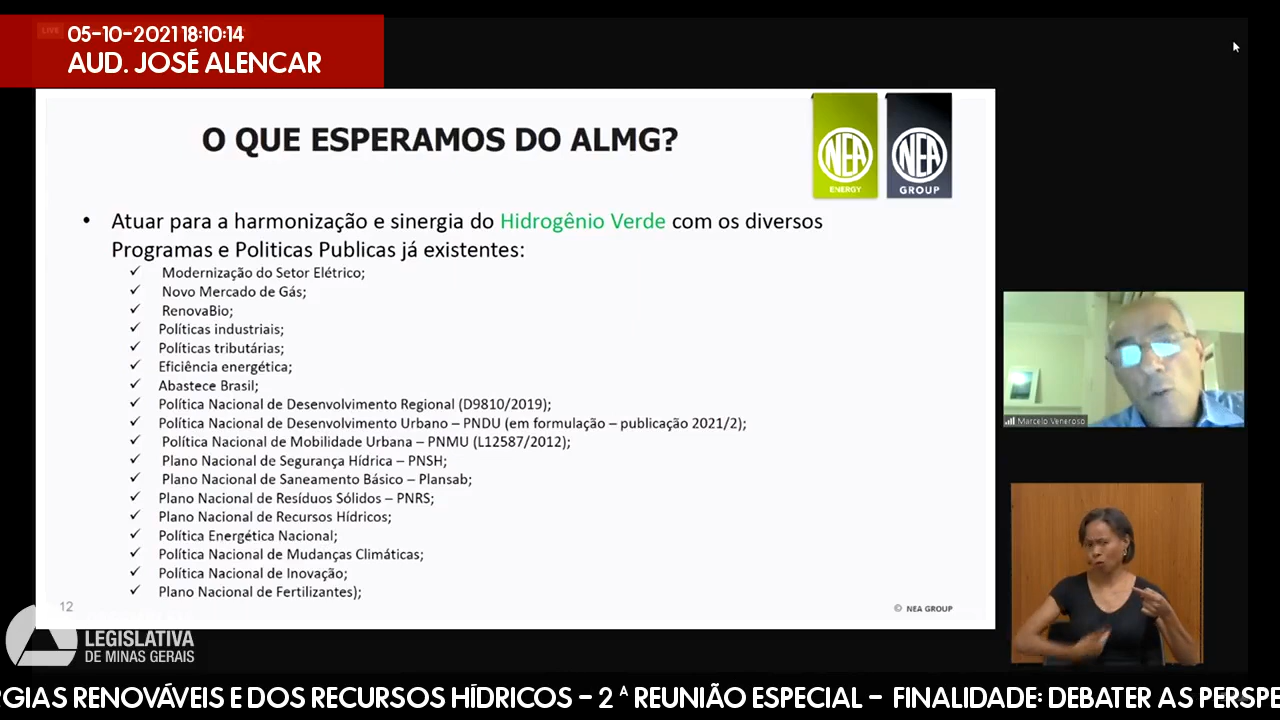 LIVE
05-10-2021 18:10:14
AUD. JOSÉ ALENCAR
O QUE ESPERAMOS DO ALMG?
NEA
ENERGY
NEA
GROUP
• Atuar para a harmonização e sinergia do Hidrogênio Verde com os diversos
Programas e Politicas Publicas já existentes:
✓ Modernização do Setor Elétrico;
✓ Novo Mercado de Gás;
✓ RenovaBio;
✓ Políticas industriais;
✓ Políticas tributárias;
✓ Eficiência energética;
✓ Abastece Brasil;
✓ Política Nacional de Desenvolvimento Regional (D9810/2019);
✓ Política Nacional de Desenvolvimento Urbano – PNDU (em formulação – publicação 2021/2);
✓ Política Nacional de Mobilidade Urbana – PNMU (L12587/2012);
✓ Plano Nacional de Segurança Hídrica – PNSH;
✓ Plano Nacional de Saneamento Básico – Plansab;
✓ Plano Nacional de Resíduos Sólidos – PNRS;
✓ Plano Nacional de Recursos Hídricos;
✓ Política Energética Nacional;
✓ Política Nacional de Mudanças Climáticas;
✓ Política Nacional de Inovação;
✓ Plano Nacional de Fertilizantes);
12
© NEA GROUP
Marcelo Veneroso
LEGISLATIVA
DE MINAS GERAIS
RGIAS RENOVÁVEIS E DOS RECURSOS HÍDRICOS – 2 ª REUNIÃO ESPECIAL – FINALIDADE: DEBATER AS PERSPE